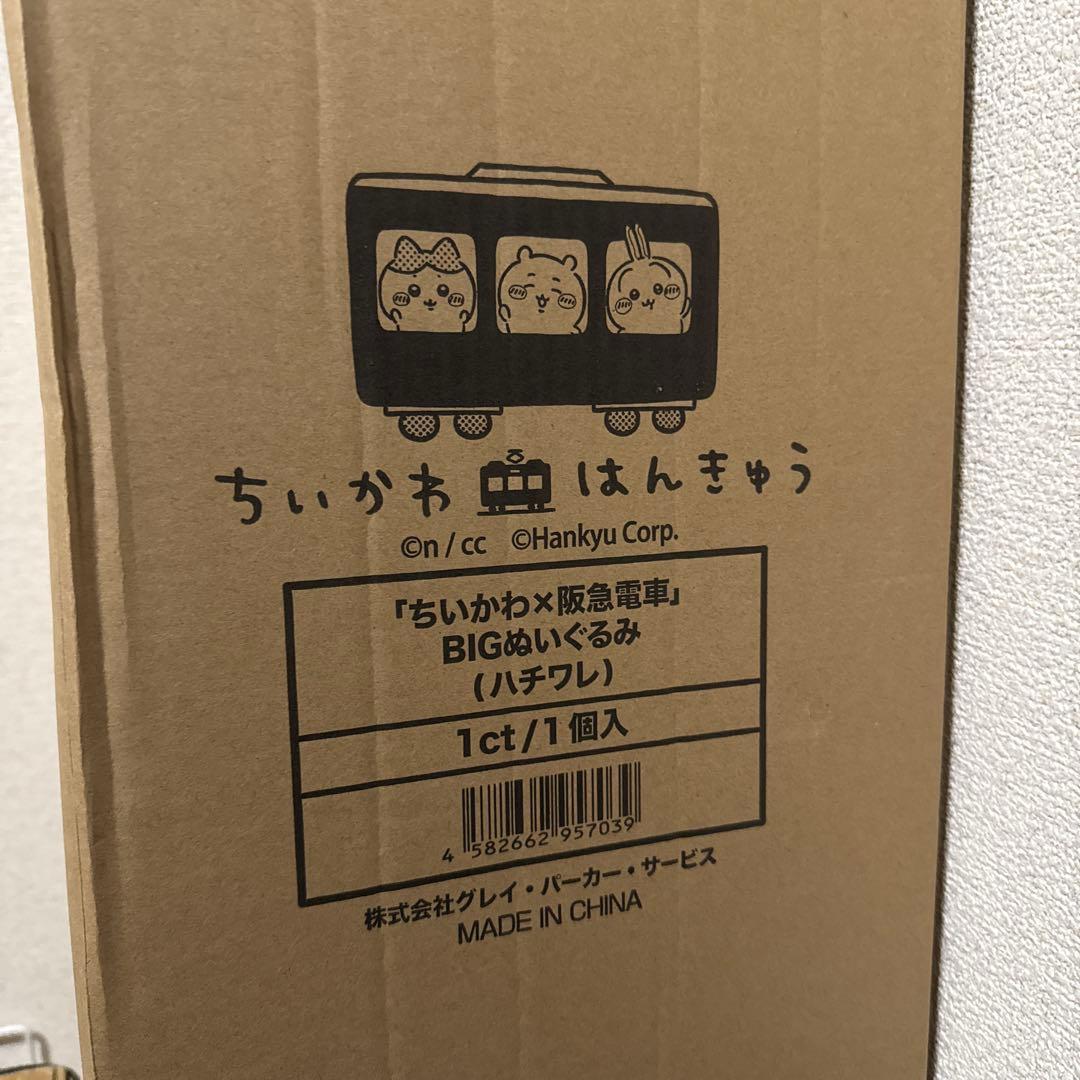 ちいかわ はんきゅう
©n / cc ©Hankyu Corp.
「ちいかわ×阪急電車」
BIGぬいぐるみ
(ハチワレ)
1ct/1個入
4 582662 957039
株式会社グレイ・パーカー・サービス
MADE IN CHINA